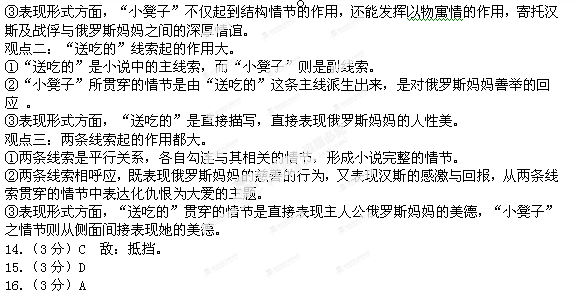 ③表现形式方面，“小凳子”不仅起到结构情节的作用，还能发挥以物寓情的作用，寄托汉
斯及战俘与俄罗斯妈妈之间的深厚情谊。
观点二：“送吃的”线索起的作用大。
①“送吃的”是小说中的主线索，而“小凳子”则是副线索。
②“小凳子”所贯穿的情节是由“送吃的”这条主线派生出来，是对俄罗斯妈妈善举的回
应 。
③表现形式方面，“送吃的”是直接描写，直接表现俄罗斯妈妈的人性美。
观点三：两条线索起的作用都大。
①两条线索是平行关系，各自勾连与其相关的情节，形成小说完整的情节。
②两条线索相呼应，既表现俄罗斯妈妈的慈善的行为，又表现汉斯的感激与回报，从两条线
索贯穿的情节中表达化仇恨为大爱的主题。
③表现形式方面，“送吃的”贯穿的情节是直接表现主人公俄罗斯妈妈的美德，“小凳子”
之情节则从侧面间接表现她的美德。
14.（3分）C　敌：抵挡。
15.（3分）D
16.（3分）A